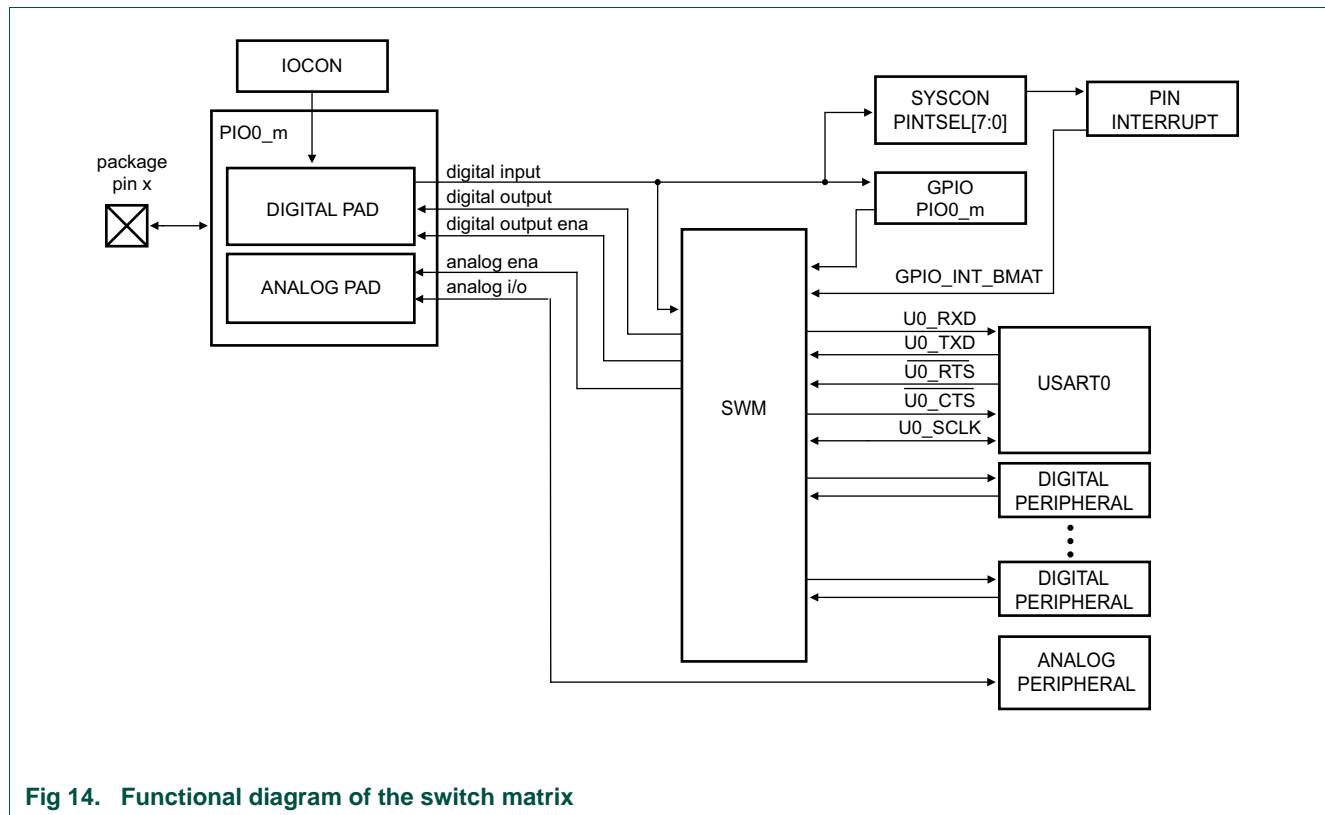 IOCON
PIO0_m
package
pin x
DIGITAL PAD
ANALOG PAD
digital input
digital output
digital output ena
analog ena
analog i/o
SYSCON
PINTSEL[7:0]
PIN
INTERRUPT
GPIO
PIO0_m
GPIO_INT_BMAT
SWM
U0_RXD
U0_TXD
U0_RTS
U0_CTS
U0_SCLK
USART0
DIGITAL
PERIPHERAL
DIGITAL
PERIPHERAL
ANALOG
PERIPHERAL
Fig 14. Functional diagram of the switch matrix